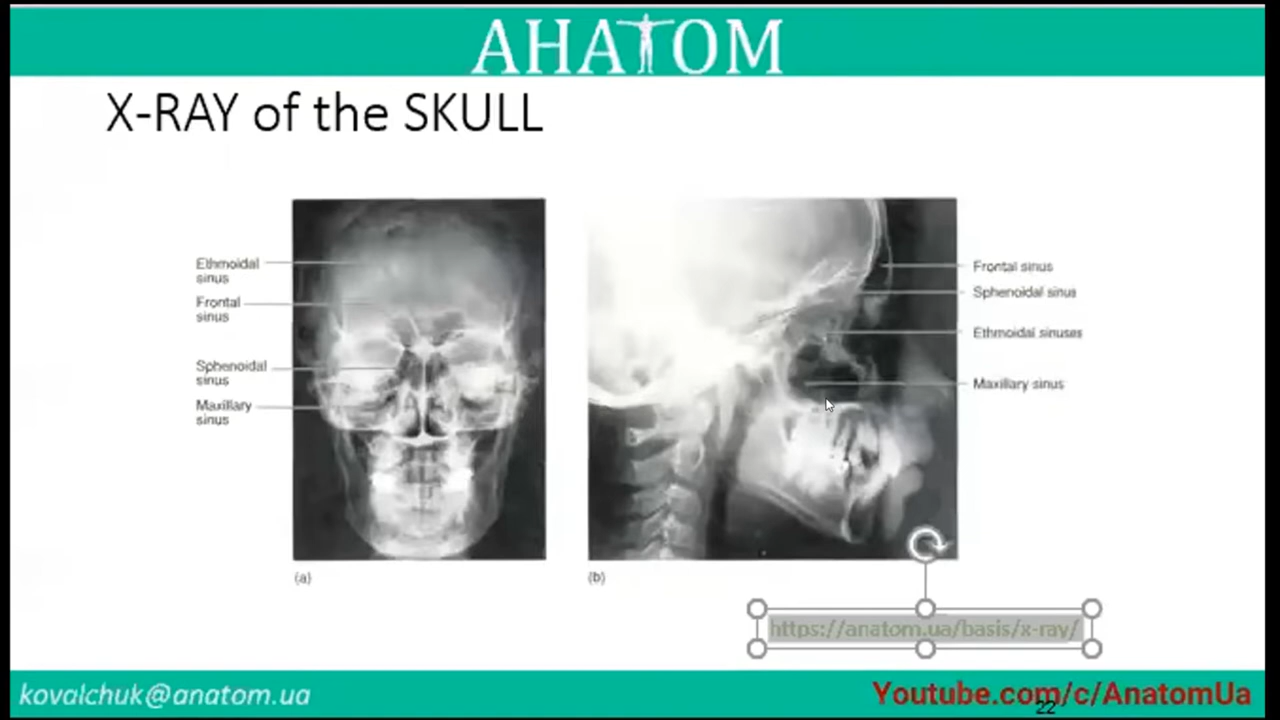 АНАТОМ
X-RAY of the SKULL
Ethmoidal
sinus
Frontal
sinus
Sphenoidal
sinus
Maxillary
sinus
(a)
Frontal sinus
Sphenoidal sinus
Ethmoidal sinuses
Maxillary sinus
(b)
https://anatom.ua/basis/x-ray/
kovalchuk@anatom.ua
Youtube.com/c/AnatomUa
22